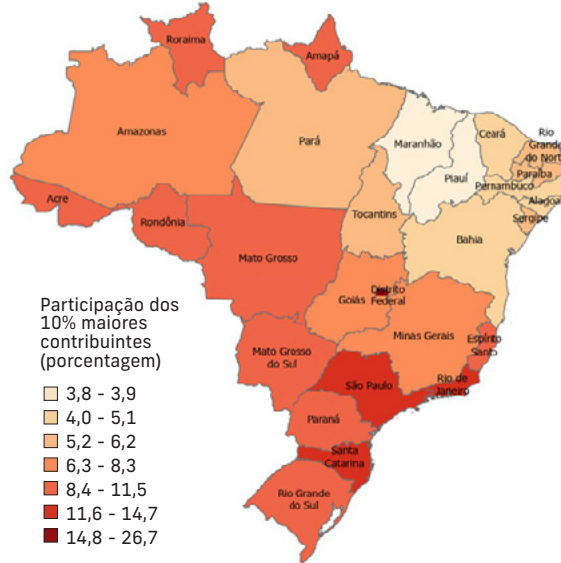 Roraima
Amapá
Amazonas
Pará
Maranhão
Ceará
Rio
Grande
do Norte
Piauí
Paraíba
Pernambuco
Acre
Alagoas
Rondônia
Tocantins
Sergipe
Mato Grosso
Bahia
Distrito
Federal
Goiás
Participação dos
10% maiores
contribuintes
(porcentagem)
3,8 - 3,9
4,0 - 5,1
5,2 - 6,2
6,3 - 8,3
8,4 - 11,5
11,6 - 14,7
14,8 - 26,7
Minas Gerais
Espírito
Santo
Mato Grosso
do Sul
São Paulo
Rio de
Janeiro
Paraná
Santa
Catarina
Rio Grande
do Sul